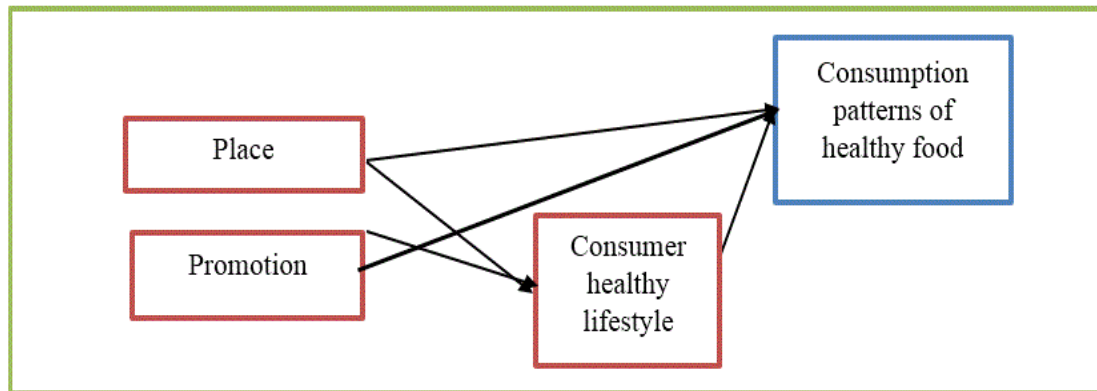 Place
Promotion
Consumer
healthy
lifestyle
Consumption
patterns of
healthy food